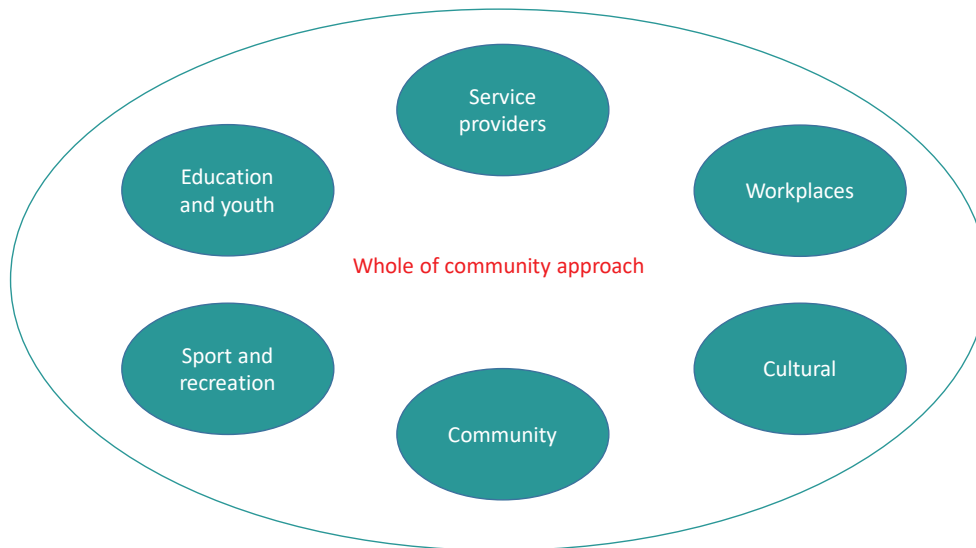 Service
providers
Education
and youth
Workplaces
Whole of community approach
Sport and
recreation
Cultural
Community